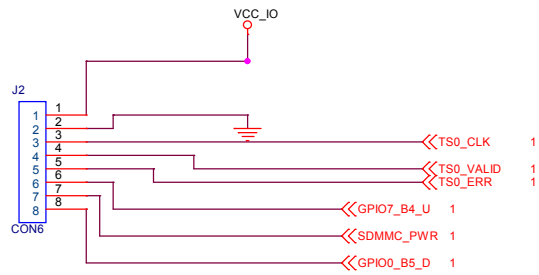 VCC_IO
J2
1 1
2 2
3 3 TS0_CLK 1
4 4 TS0_VALID 1
5 5 TS0_ERR 1
6 6 GPIO7_B4_U 1
7 7 SDMMC_PWR 1
8 8 GPIO0_B5_D 1
CON6